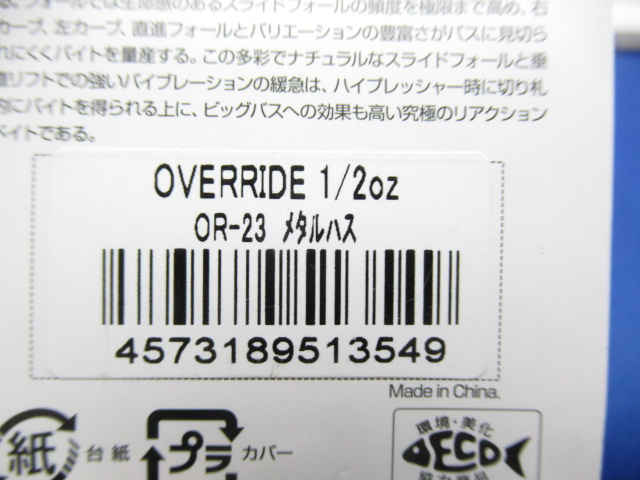 る。フォールでは生命感のあるスライドフォールの頻度を極限まで高め、右
カーブ、左カーブ、直進フォールとバリエーションの豊富さがバスに見切ら
れにくくバイトを量産する。この多彩でナチュラルなスライドフォールと垂
直リフトでの強いバイブレーションの緩急は、ハイプレッシャー時に切り札
的にバイトを得られる上に、ビッグバスへの効果も高い究極のリアクション
ベイトである。
OVERRIDE 1/2oz
OR-23 メタルハス
4573189513549
Made in China.
紙 台紙 プラ カバー
環境・美化
ECO
協力商品